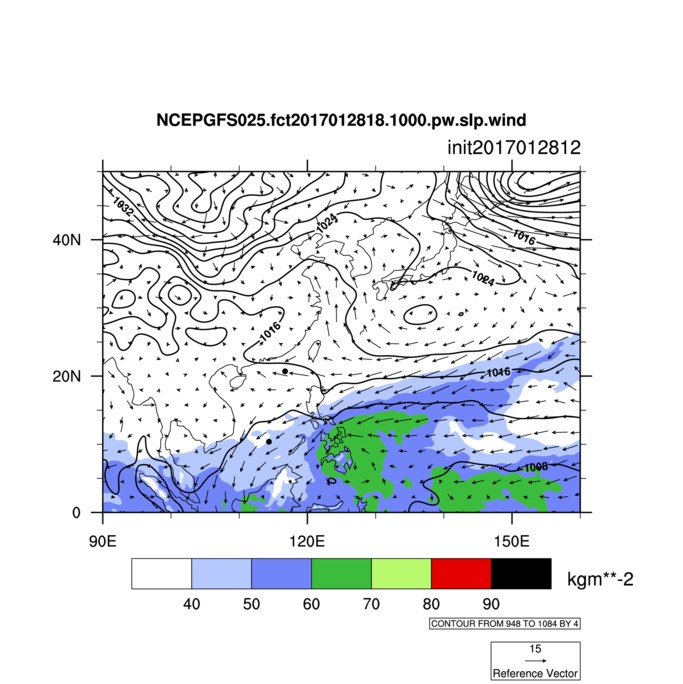 NCEPGFS025.fct2017012818.1000.pw.slp.wind
init2017012812
1032
1024
1016
40N
1024
1016
20N
1016
1008
0
90E 120E 150E
40 50 60 70 80 90
kgm**-2
CONTOUR FROM 948 TO 1084 BY 4
15
Reference Vector